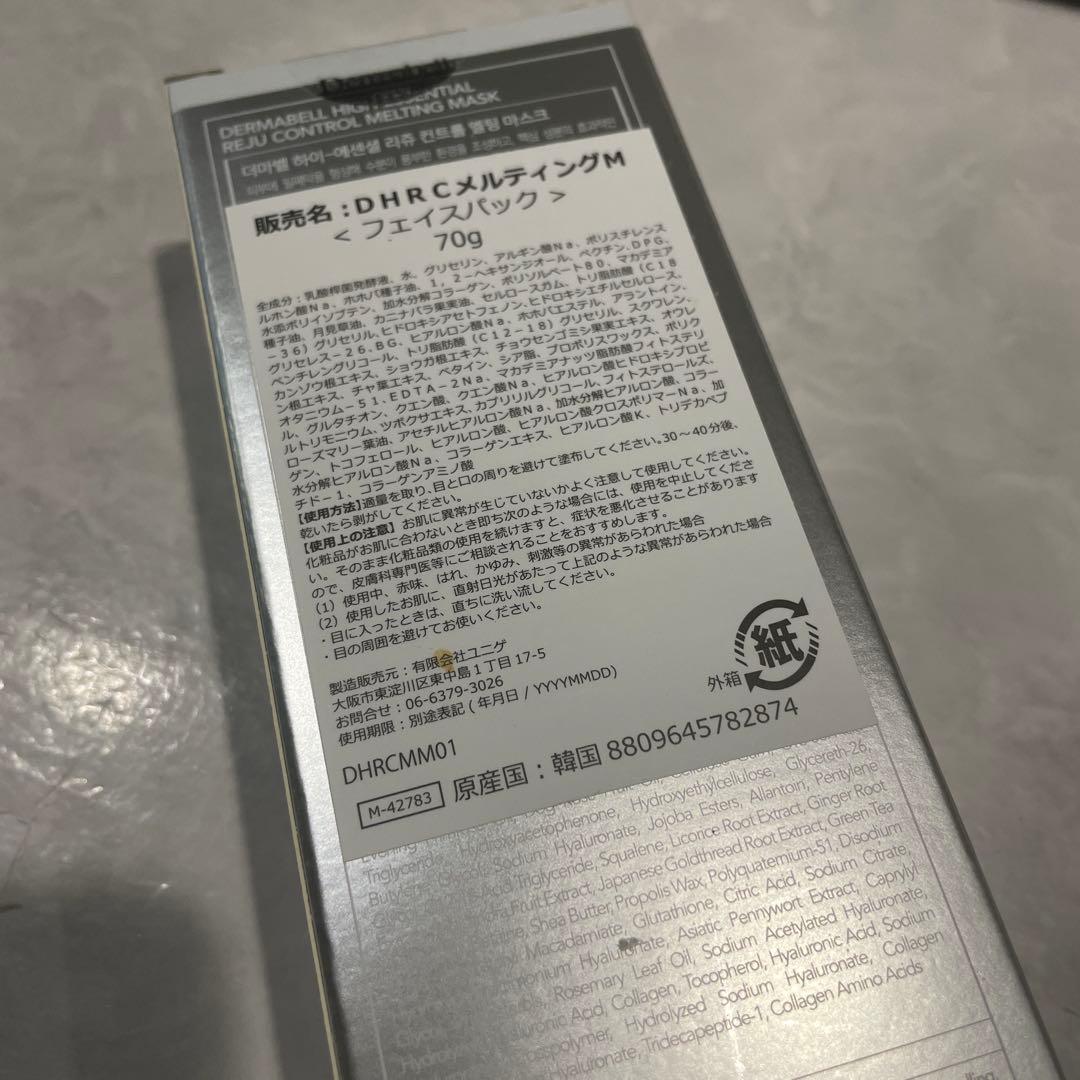 Dermabell
DERMABELL HIGH-ESSENTIAL
REJU CONTROL MELTING MASK
더마벨 하이-에센셜 리쥬 컨트롤 멜팅 마스크
販売名：DHRCメルティングM
< フェイスパック >
70g
全成分：乳酸桿菌発酵液、水、グリセリン、アルギン酸Na、ポリスチレンス
ルホン酸Na、ホホバ種子油、1，2－ヘキサンジオール、ペクチン、DPG、
水添ポリイソブテン、加水分解コラーゲン、ポリソルベート80、マカデミア
種子油、月見草油、カニナバラ果実油、セルロースガム、トリ脂肪酸（C18
－36）グリセリル、ヒドロキシアセトフェノン、ヒドロキシエチルセルロース、
グリセレス－26、BG、ヒアルロン酸Na、ホホバエステル、アラントイン、
ペンチレングリコール、トリ脂肪酸（C12－18）グリセリル、スクワレン、
カンゾウ根エキス、ショウガ根エキス、チョウセンゴミシ果実エキス、オウレ
ン根エキス、チャ葉エキス、ベタイン、シア脂、プロポリスワックス、ポリク
オタニウム－51、EDTA－2Na、マカデミアナッツ脂肪酸フィトステリ
ル、グルタチオン、クエン酸、クエン酸Na、ヒアルロン酸ヒドロキシプロピ
ルトリモニウム、ツボクサエキス、カプリリルグリコール、フィトステロールズ、
ローズマリー葉油、アセチルヒアルロン酸Na、加水分解ヒアルロン酸、コラー
ゲン、トコフェロール、ヒアルロン酸、ヒアルロン酸クロスポリマーNa、加
水分解ヒアルロン酸Na、コラーゲンエキス、ヒアルロン酸K、トリデカペプ
チド－1、コラーゲンアミノ酸
【使用方法】適量を取り、目と口の周りを避けて塗布してください。30～40分後、
乾いたら剥がしてください。
【使用上の注意】お肌に異常が生じていないかよく注意して使用してください。
化粧品がお肌に合わないとき即ち次のような場合には、使用を中止してくださ
い。そのまま化粧品類の使用を続けますと、症状を悪化させることがあります
ので、皮膚科専門医等にご相談されることをおすすめします。
（1）使用中、赤味、はれ、かゆみ、刺激等の異常があらわれた場合
（2）使用したお肌に、直射日光があたって上記のような異常があらわれた場合
・目に入ったときは、直ちに洗い流してください。
・目の周囲を避けてお使いください。
製造販売元：有限会社ユニゲ
大阪市東淀川区東中島1丁目17-5
お問合せ：06-6379-3026
使用期限：別途表記 ( 年月日 / YYYYMMDD)
紙
外箱
DHRCMM01
M-42783 原産国：韓国 8809645782874
Hydroxyacetophenone, Hydroxyethylcellulose, Glycereth-26,
Sodium Hyaluronate, Jojoba Esters, Allantoin, Pentylene
Triglyceride, Squalene, Licorice Root Extract, Ginger Root
Fruit Extract, Japanese Goldthread Root Extract, Green Tea
Shea Butter, Propolis Wax, Polyquaternium-51, Disodium
Macadamiate, Glutathione, Citric Acid, Sodium Citrate,
Hyaluronate, Asiatic Pennywort Extract, Caprylyl
Rosemary Leaf Oil, Sodium Acetylated Hyaluronate,
Acid, Collagen, Tocopherol, Hyaluronic Acid, Sodium
Hydrolyzed Sodium Hyaluronate, Collagen
Tridecapeptide-1, Collagen Amino Acids